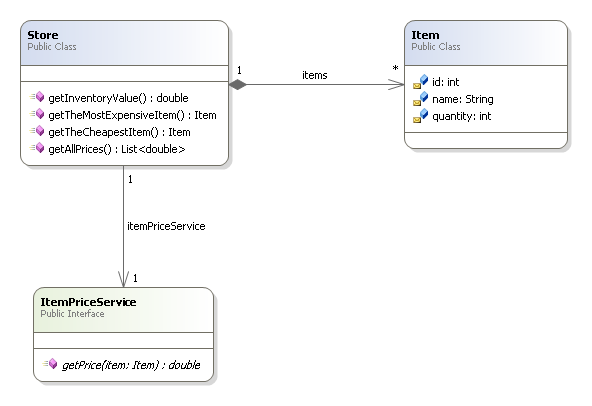 Store
Public Class
getInventoryValue() : double
getTheMostExpensiveItem() : Item
getTheCheapestItem() : Item
getAllPrices() : List<double>
1
items
*
Item
Public Class
id: int
name: String
quantity: int
1
itemPriceService
1
ItemPriceService
Public Interface
getPrice(item: Item) : double